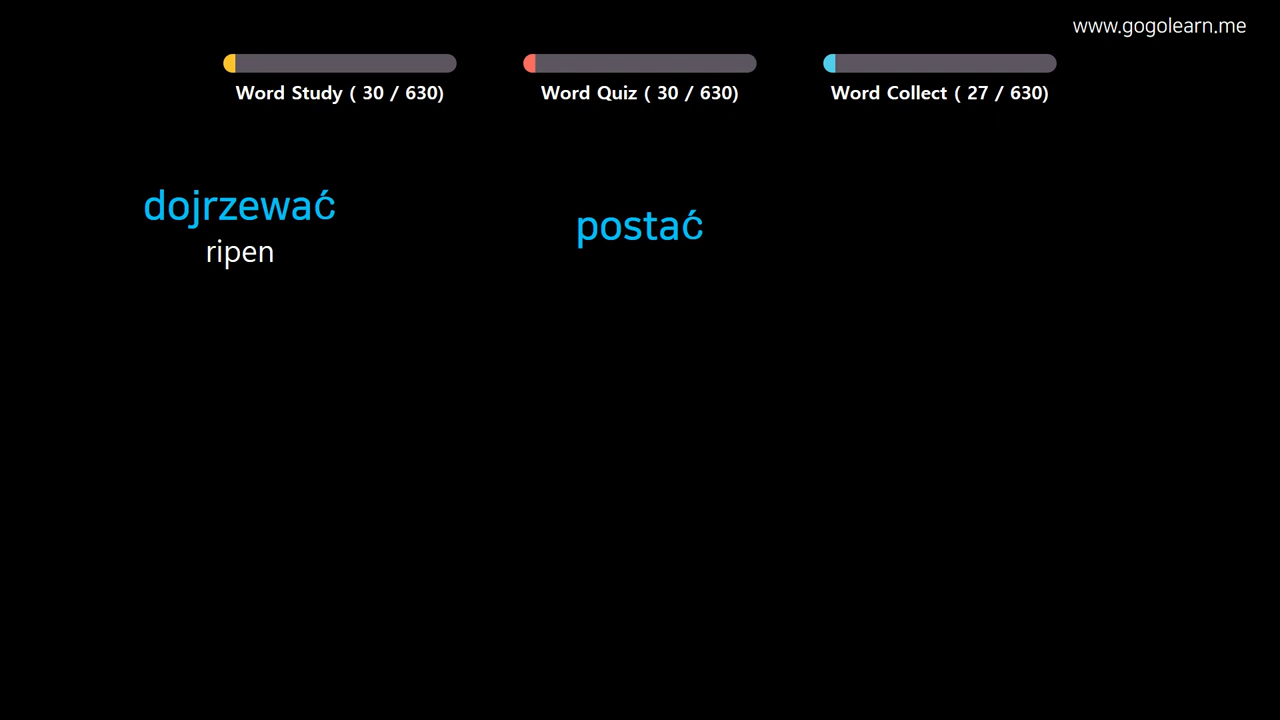 www.gogolearn.me
Word Study ( 30 / 630)
Word Quiz ( 30 / 630)
Word Collect ( 27 / 630)
dojrzewać
ripen
postać